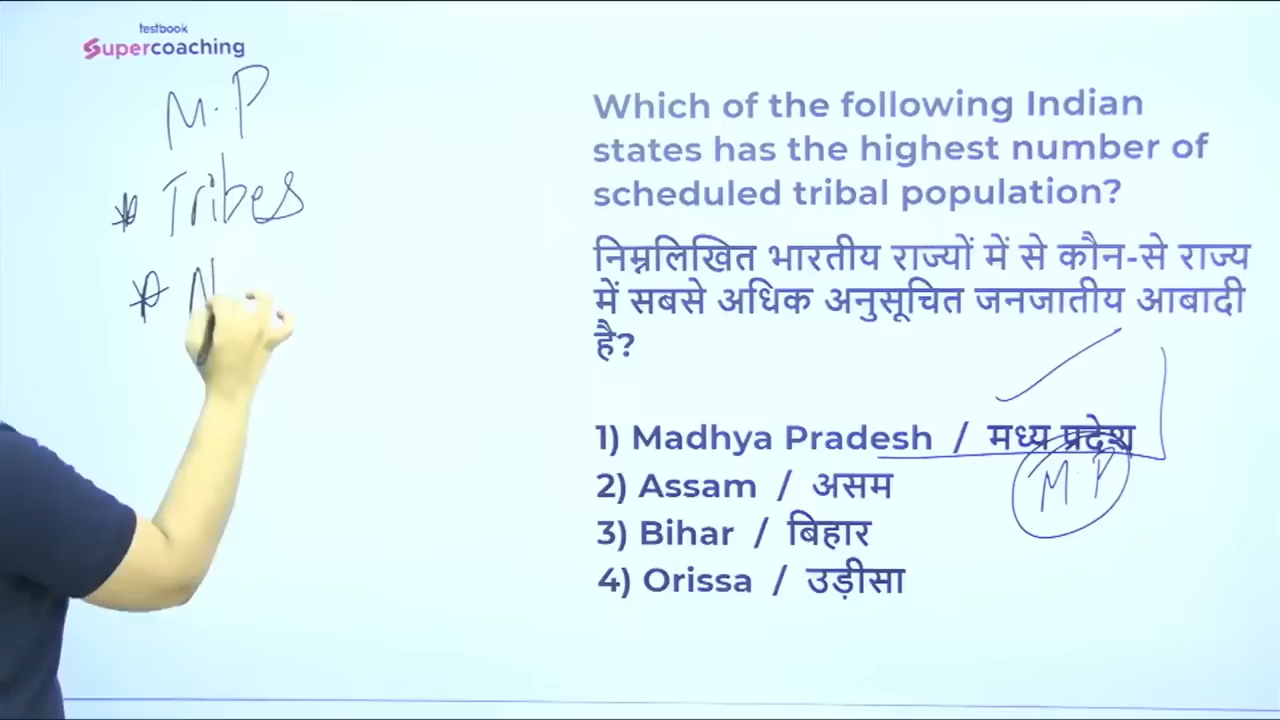 testbook
Supercoaching
M.P
* Tribes
* N
Which of the following Indian
states has the highest number of
scheduled tribal population?
निम्नलिखित भारतीय राज्यों में से कौन-से राज्य
में सबसे अधिक अनुसूचित जनजातीय आबादी
है?
1) Madhya Pradesh / मध्य प्रदेश
M.P
2) Assam / असम
3) Bihar / बिहार
4) Orissa / उड़ीसा